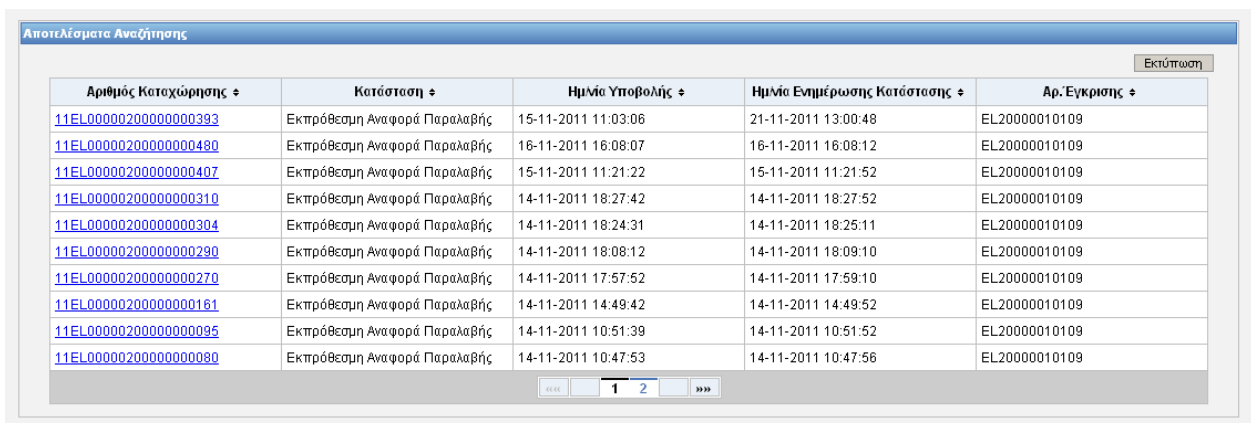 Αποτελέσματα Αναζήτησης
Εκτύπωση
Αριθμός Καταχώρησης Κατάσταση Ημ/νία Υποβολής Ημ/νία Ενημέρωσης Κατάστασης Αρ.Έγκρισης
11EL00000200000000393 Εκπρόθεσμη Αναφορά Παραλαβής 15-11-2011 11:03:06 21-11-2011 13:00:48 EL20000010109
11EL00000200000000480 Εκπρόθεσμη Αναφορά Παραλαβής 16-11-2011 16:08:07 16-11-2011 16:08:12 EL20000010109
11EL00000200000000407 Εκπρόθεσμη Αναφορά Παραλαβής 15-11-2011 11:21:22 15-11-2011 11:21:52 EL20000010109
11EL00000200000000310 Εκπρόθεσμη Αναφορά Παραλαβής 14-11-2011 18:27:42 14-11-2011 18:27:52 EL20000010109
11EL00000200000000304 Εκπρόθεσμη Αναφορά Παραλαβής 14-11-2011 18:24:31 14-11-2011 18:25:11 EL20000010109
11EL00000200000000290 Εκπρόθεσμη Αναφορά Παραλαβής 14-11-2011 18:08:12 14-11-2011 18:09:10 EL20000010109
11EL00000200000000270 Εκπρόθεσμη Αναφορά Παραλαβής 14-11-2011 17:57:52 14-11-2011 17:59:10 EL20000010109
11EL00000200000000161 Εκπρόθεσμη Αναφορά Παραλαβής 14-11-2011 14:49:42 14-11-2011 14:49:52 EL20000010109
11EL00000200000000095 Εκπρόθεσμη Αναφορά Παραλαβής 14-11-2011 10:51:39 14-11-2011 10:51:52 EL20000010109
11EL00000200000000080 Εκπρόθεσμη Αναφορά Παραλαβής 14-11-2011 10:47:53 14-11-2011 10:47:56 EL20000010109
«« 1 2 »»